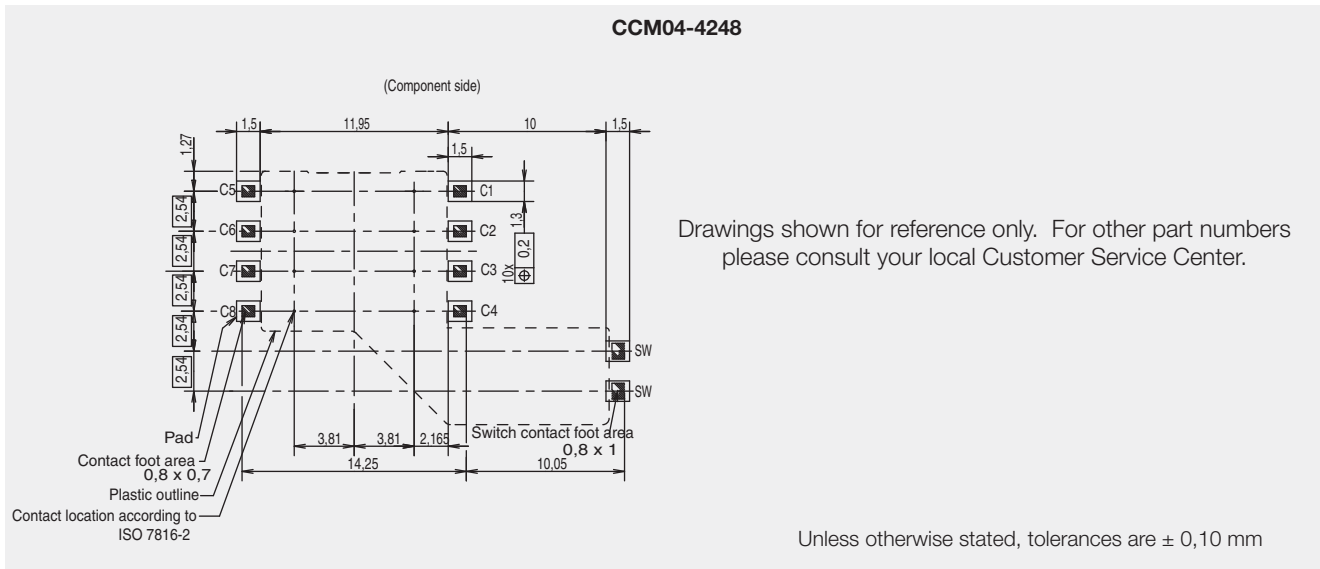 CCM04-4248
(Component side)
1,5
11,95
10
1,5
1,27
1,5
C5
C1
2,54
1,3
C6
C2
2,54
10x
0,2
C7
C3
2,54
C8
C4
2,54
SW
2,54
SW
Drawings shown for reference only. For other part numbers
please consult your local Customer Service Center.
Pad
3,81
3,81
2,165
Switch contact foot area
0,8 x 1
Contact foot area
0,8 x 0,7
14,25
10,05
Plastic outline
Contact location according to
ISO 7816-2
Unless otherwise stated, tolerances are ± 0,10 mm